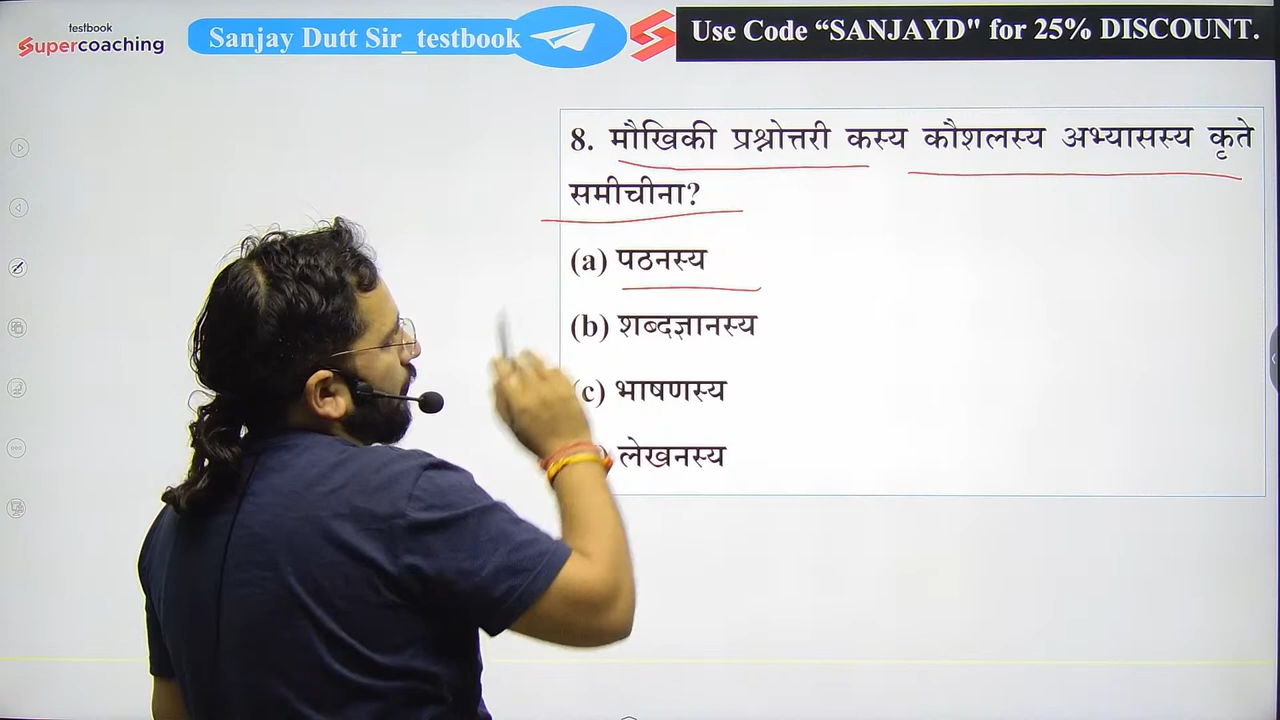 testbook
Supercoaching
Sanjay Dutt Sir_testbook
Use Code “SANJAYD" for 25% DISCOUNT.
8. मौखिकी प्रश्नोत्तरी कस्य कौशलस्य अभ्यासस्य कृते
समीचीना?
(a) पठनस्य
(b) शब्दज्ञानस्य
c) भाषणस्य
लेखनस्य